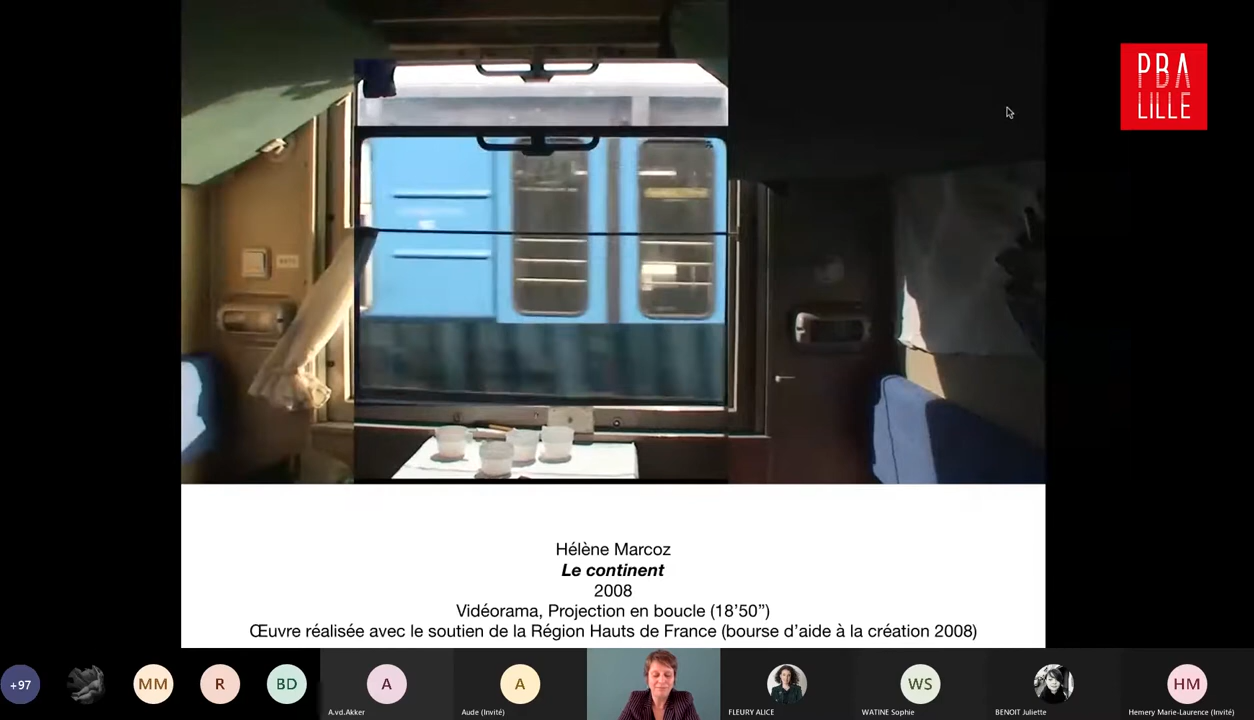 PBA
LILLE
Hélène Marcoz
Le continent
2008
Vidéorama, Projection en boucle (18’50”)
Œuvre réalisée avec le soutien de la Région Hauts de France (bourse d’aide à la création 2008)
+97
MM
R
BD
A
A
WS
HM
A.vd.Akker
Aude (Invité)
FLEURY ALICE
WATINE Sophie
BENOIT Juliette
Hemery Marie-Laurence (Invité)